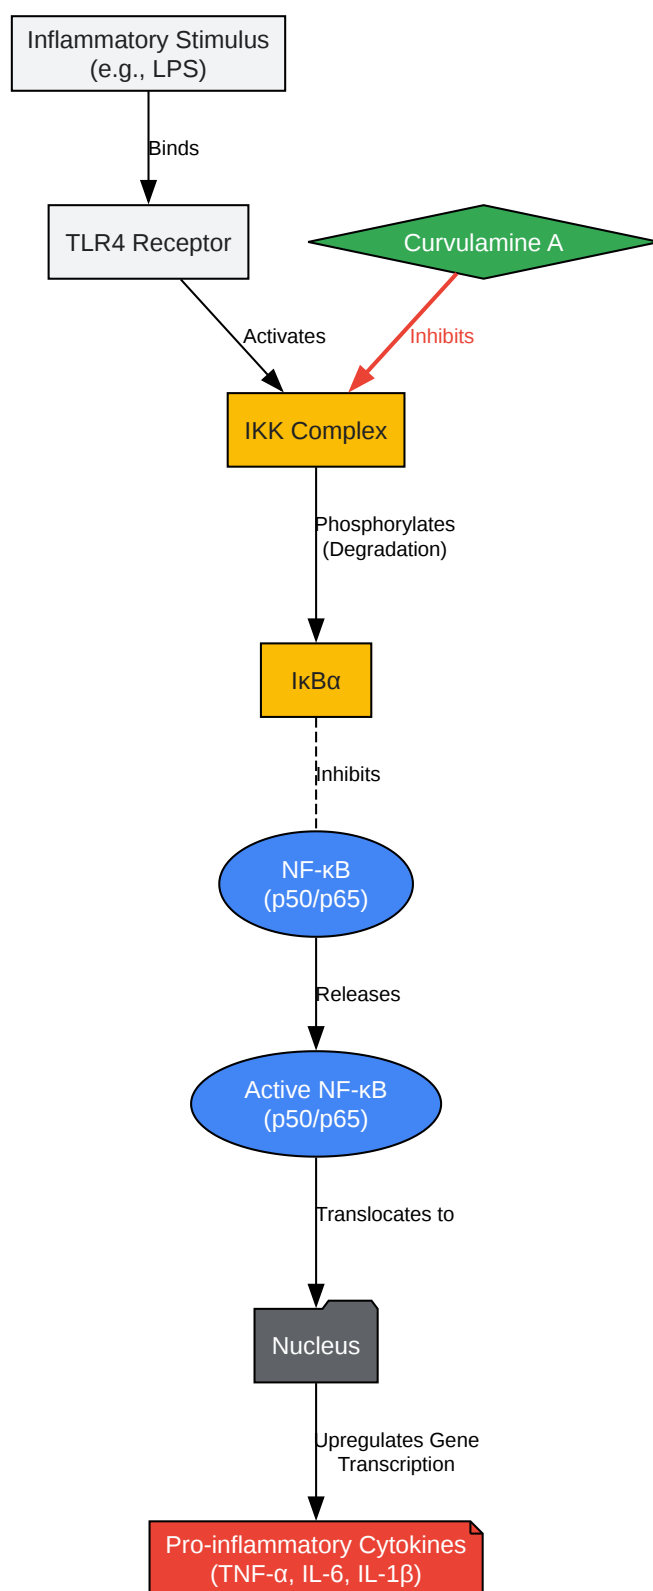 Inflammatory Stimulus
(e.g., LPS)
Binds
TLR4 Receptor
Curvulamine A
Activates
Inhibits
IKK Complex
Phosphorylates
(Degradation)
IκBα
Inhibits
NF-κB
(p50/p65)
Releases
Active NF-κB
(p50/p65)
Translocates to
Nucleus
Upregulates Gene
Transcription
Pro-inflammatory Cytokines
(TNF-α, IL-6, IL-1β)